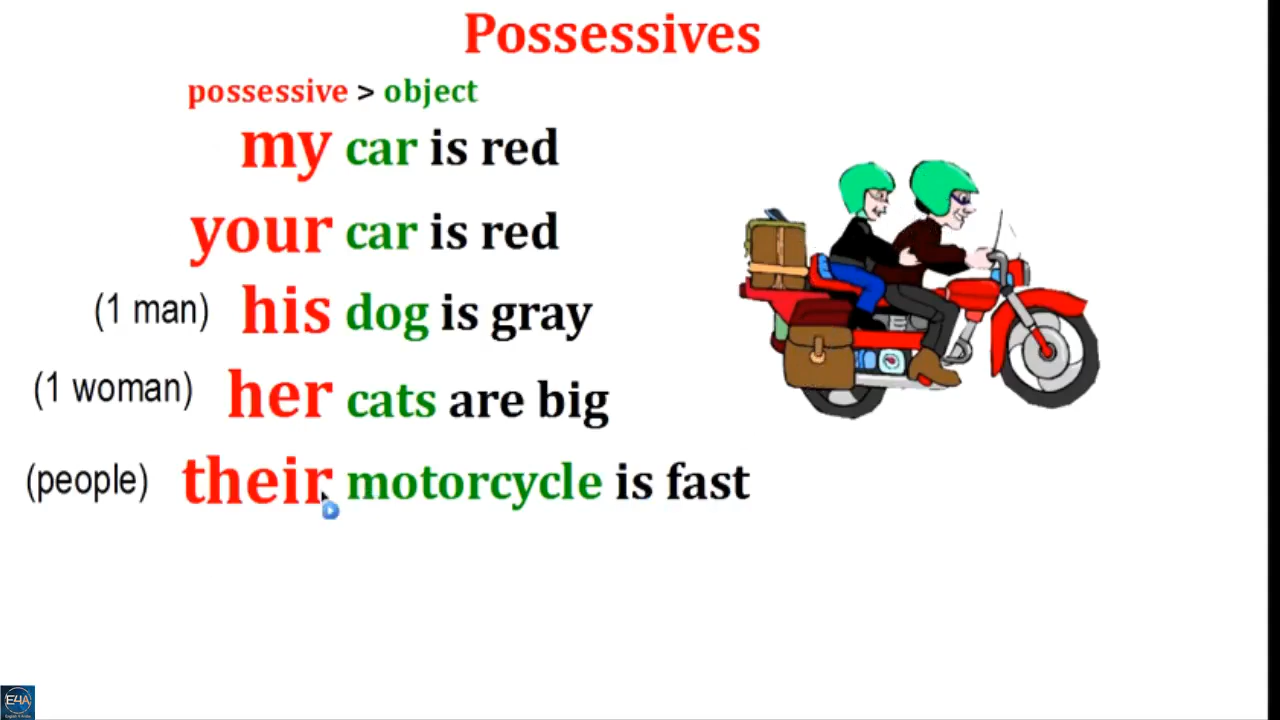 Possessives
possessive > object
my car is red
your car is red
(1 man) his dog is gray
(1 woman) her cats are big
(people) their motorcycle is fast
E4A